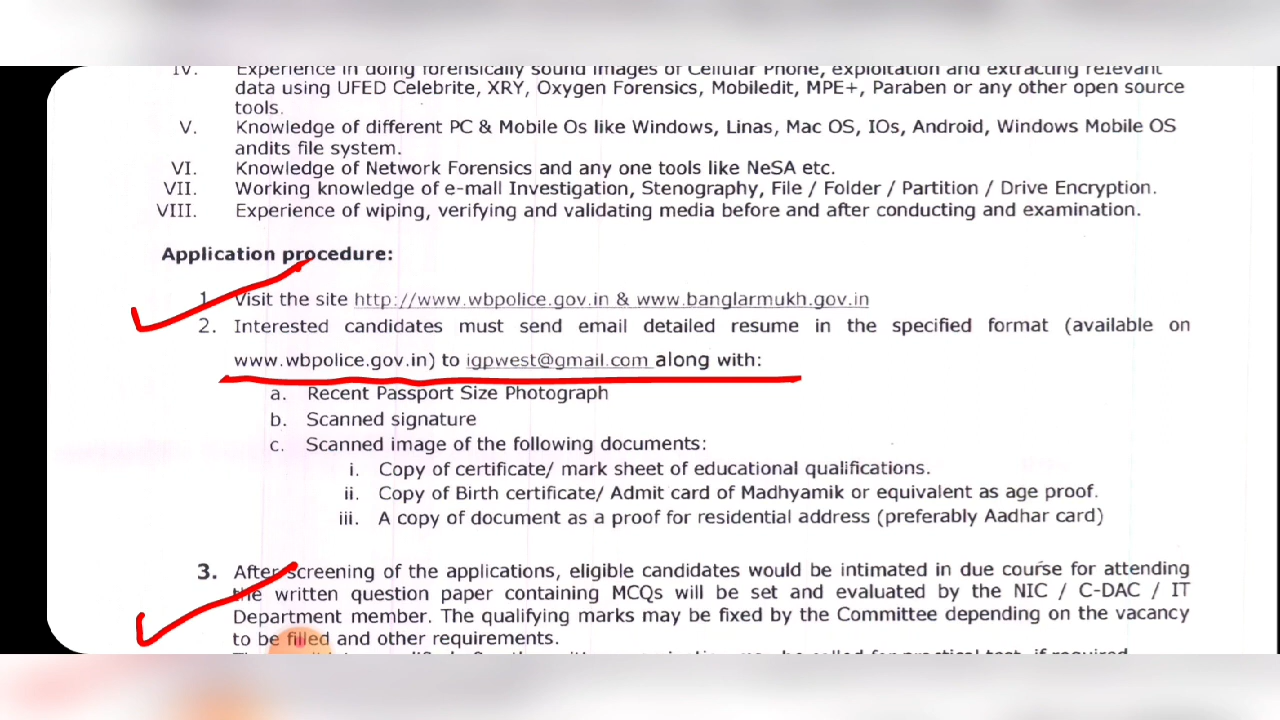 IV. Experience in doing forensically sound images of Cellular Phone, exploitation and extracting relevant
data using UFED Celebrite, XRY, Oxygen Forensics, Mobiledit, MPE+, Paraben or any other open source
tools.
V. Knowledge of different PC & Mobile Os like Windows, Linas, Mac OS, IOs, Android, Windows Mobile OS
andits file system.
VI. Knowledge of Network Forensics and any one tools like NeSA etc.
VII. Working knowledge of e-mall Investigation, Stenography, File / Folder / Partition / Drive Encryption.
VIII. Experience of wiping, verifying and validating media before and after conducting and examination.
Application procedure:
1. Visit the site http://www.wbpolice.gov.in & www.banglarmukh.gov.in
2. Interested candidates must send email detailed resume in the specified format (available on
www.wbpolice.gov.in) to igpwest@gmail.com along with:
a. Recent Passport Size Photograph
b. Scanned signature
c. Scanned image of the following documents:
i. Copy of certificate/ mark sheet of educational qualifications.
ii. Copy of Birth certificate/ Admit card of Madhyamik or equivalent as age proof.
iii. A copy of document as a proof for residential address (preferably Aadhar card)
3. After screening of the applications, eligible candidates would be intimated in due course for attending
the written question paper containing MCQs will be set and evaluated by the NIC / C-DAC / IT
Department member. The qualifying marks may be fixed by the Committee depending on the vacancy
to be filled and other requirements.